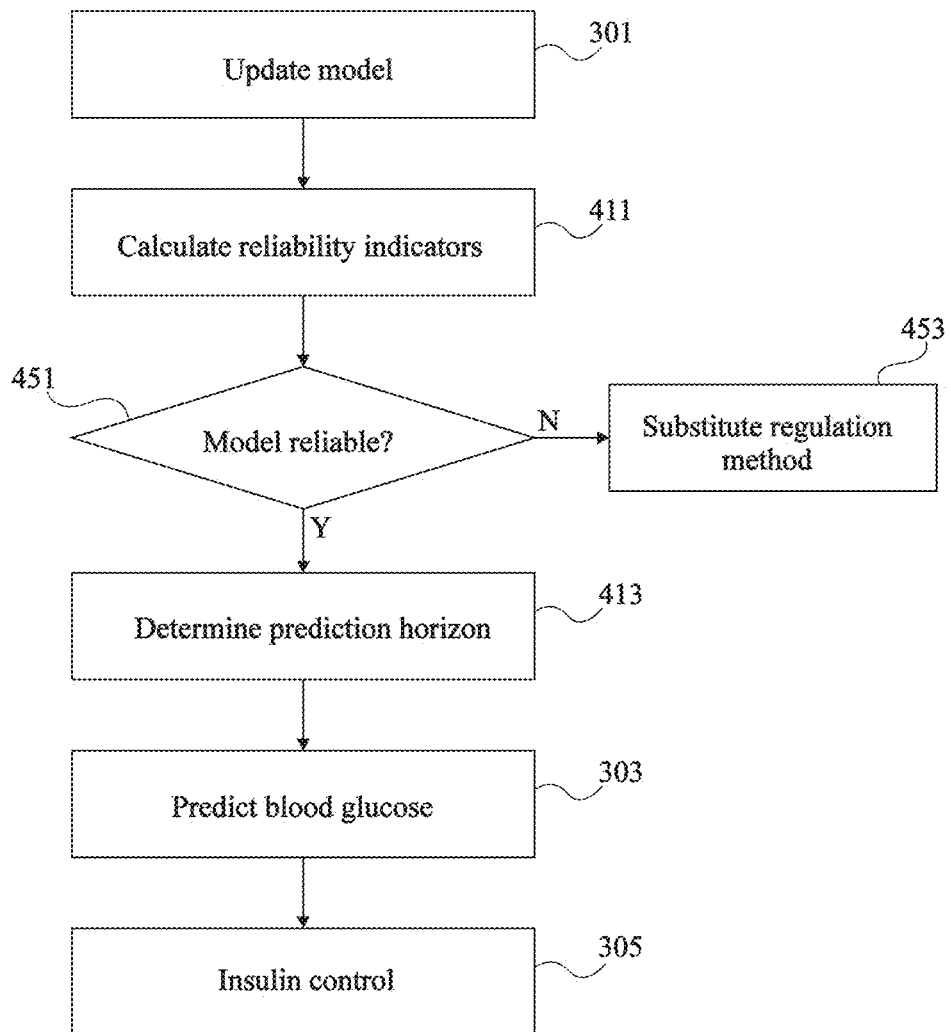 Update model
301
Calculate reliability indicators
411
451
Model reliable?
N
453
Substitute regulation
method
Y
Determine prediction horizon
413
Predict blood glucose
303
Insulin control
305